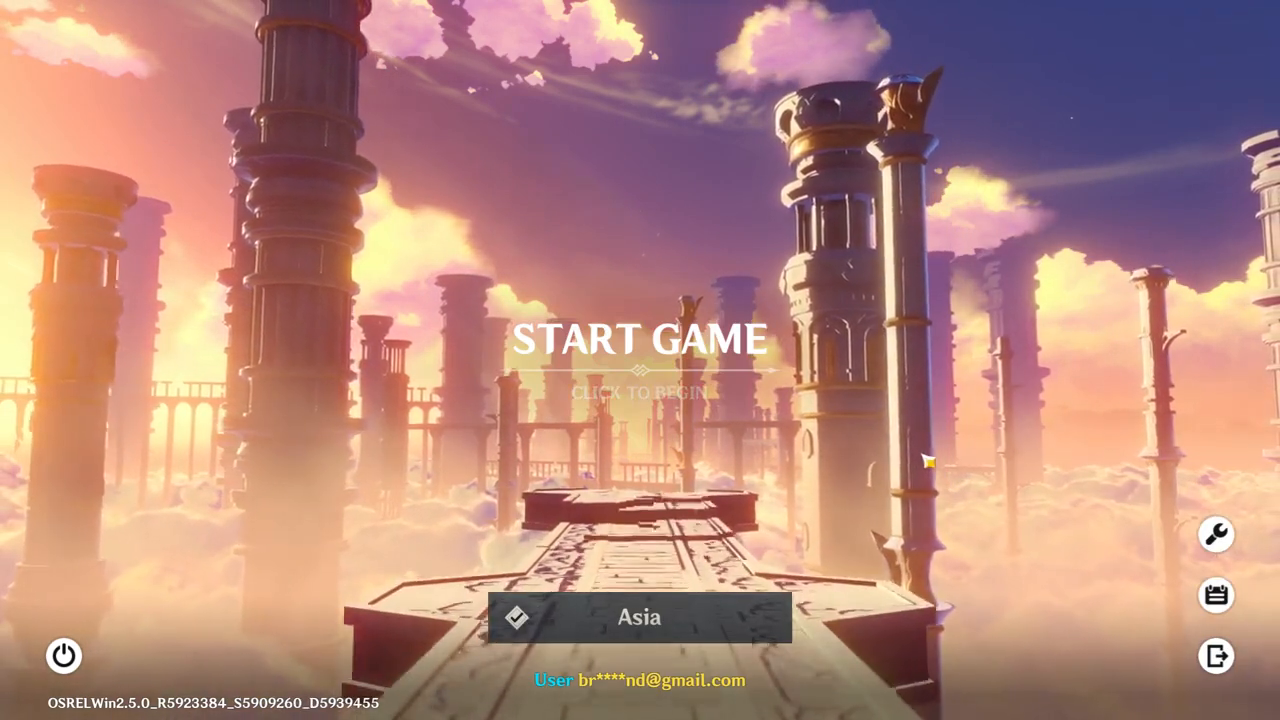 START GAME
CLICK TO BEGIN
Asia
User br****nd@gmail.com
OSRELWin2.5.0_R5923384_S5909260_D5939455